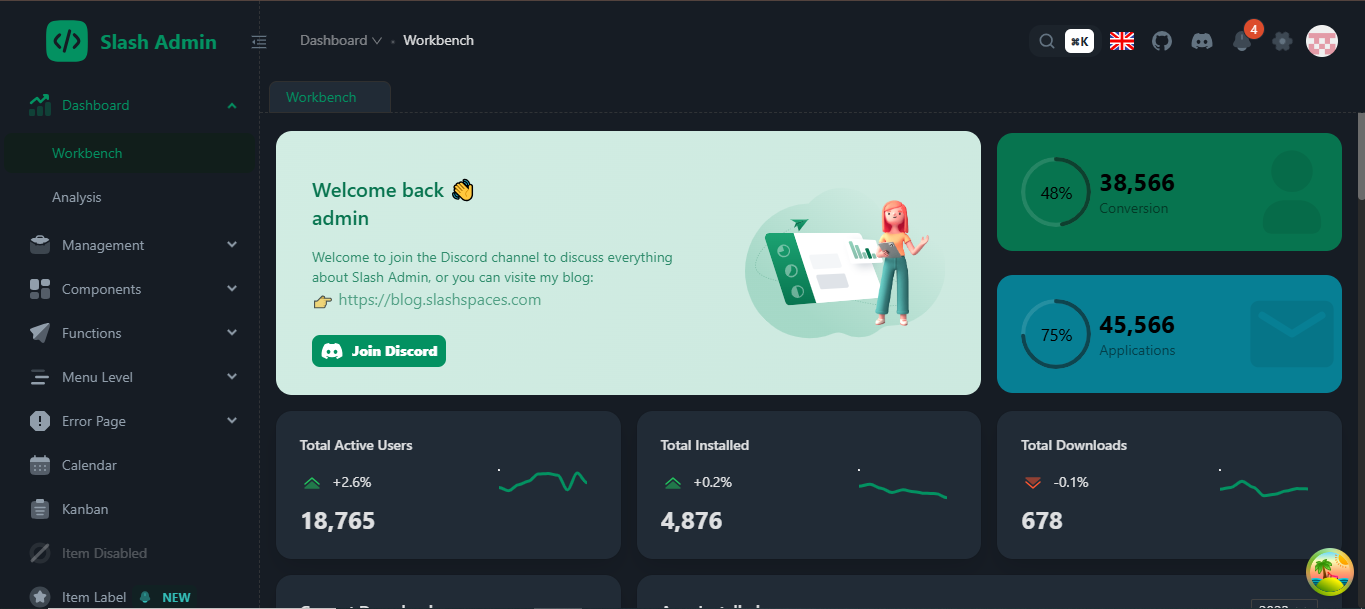 Slash Admin
Dashboard
Workbench
Analysis
Management
Components
Functions
Menu Level
Error Page
Calendar
Kanban
Item Disabled
Item Label NEW
Dashboard • Workbench
⌘K
4
Workbench
Welcome back 👋
admin
Welcome to join the Discord channel to discuss everything
about Slash Admin, or you can visite my blog:
👉 https://blog.slashspaces.com
Join Discord
48%
38,566
Conversion
75%
45,566
Applications
Total Active Users
+2.6%
18,765
Total Installed
+0.2%
4,876
Total Downloads
-0.1%
678